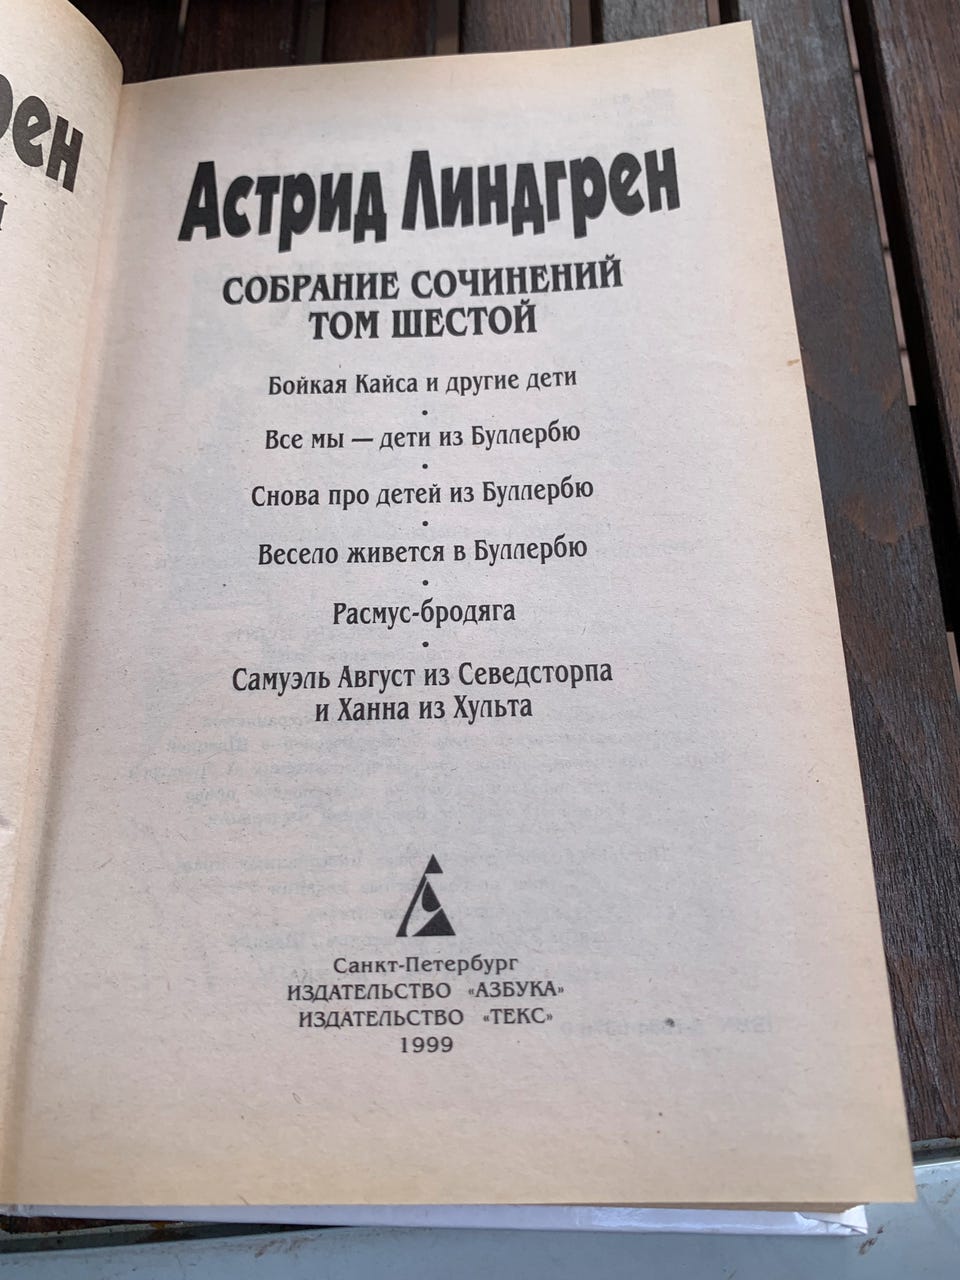 рен
й
Астрид Линдгрен
СОБРАНИЕ СОЧИНЕНИЙ
ТОМ ШЕСТОЙ
Бойкая Кайса и другие дети
•
Все мы — дети из Буллербю
•
Снова про детей из Буллербю
•
Весело живется в Буллербю
•
Расмус-бродяга
•
Самуэль Август из Севедсторпа
и Ханна из Хульта
Санкт-Петербург
ИЗДАТЕЛЬСТВО «АЗБУКА»
ИЗДАТЕЛЬСТВО «ТЕКС»
1999